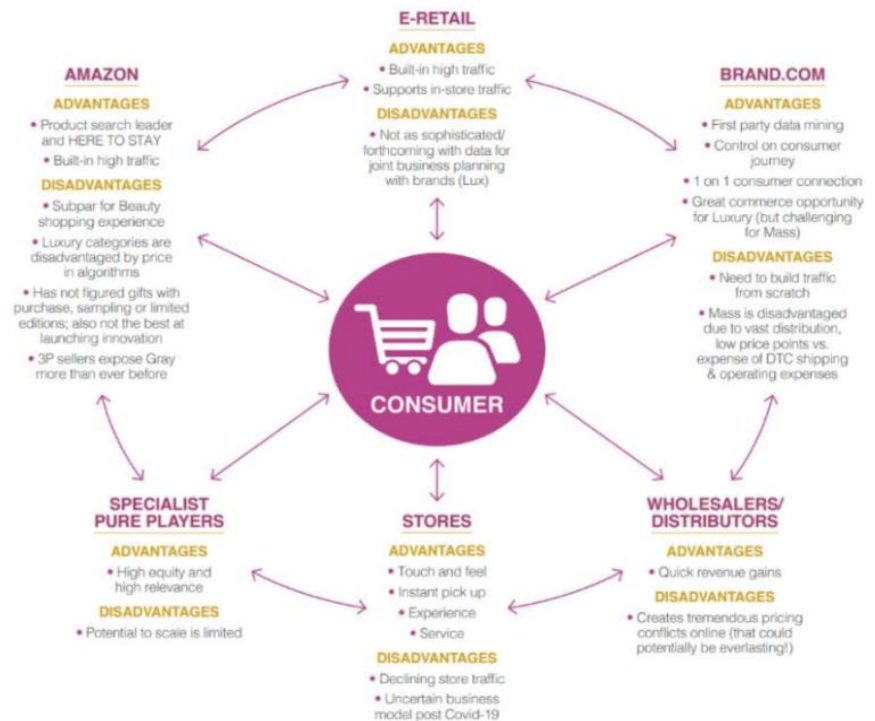 E-RETAIL
ADVANTAGES
• Built-in high traffic
• Supports in-store traffic
DISADVANTAGES
• Not as sophisticated/
forthcoming with data for
joint business planning
with brands (Lux)
AMAZON
ADVANTAGES
• Product search leader
and HERE TO STAY
• Built-in high traffic
DISADVANTAGES
• Subpar for Beauty
shopping experience
• Luxury categories are
disadvantaged by price
in algorithms
• Has not figured gifts with
purchase, sampling or limited
editions; also not the best at
launching innovation
• 3P sellers expose Gray
more than ever before
BRAND.COM
ADVANTAGES
• First party data mining
• Control on consumer
journey
• 1 on 1 consumer connection
• Great commerce opportunity
for Luxury (but challenging
for Mass)
DISADVANTAGES
• Need to build traffic
from scratch
• Mass is disadvantaged
due to vast distribution,
low price points vs.
expense of DTC shipping
& operating expenses
CONSUMER
SPECIALIST
PURE PLAYERS
ADVANTAGES
• High equity and
high relevance
DISADVANTAGES
• Potential to scale is limited
STORES
ADVANTAGES
• Touch and feel
• Instant pick up
• Experience
• Service
DISADVANTAGES
• Declining store traffic
• Uncertain business
model post Covid-19
WHOLESALERS/
DISTRIBUTORS
ADVANTAGES
• Quick revenue gains
DISADVANTAGES
• Creates tremendous pricing
conflicts online (that could
potentially be everlasting!)